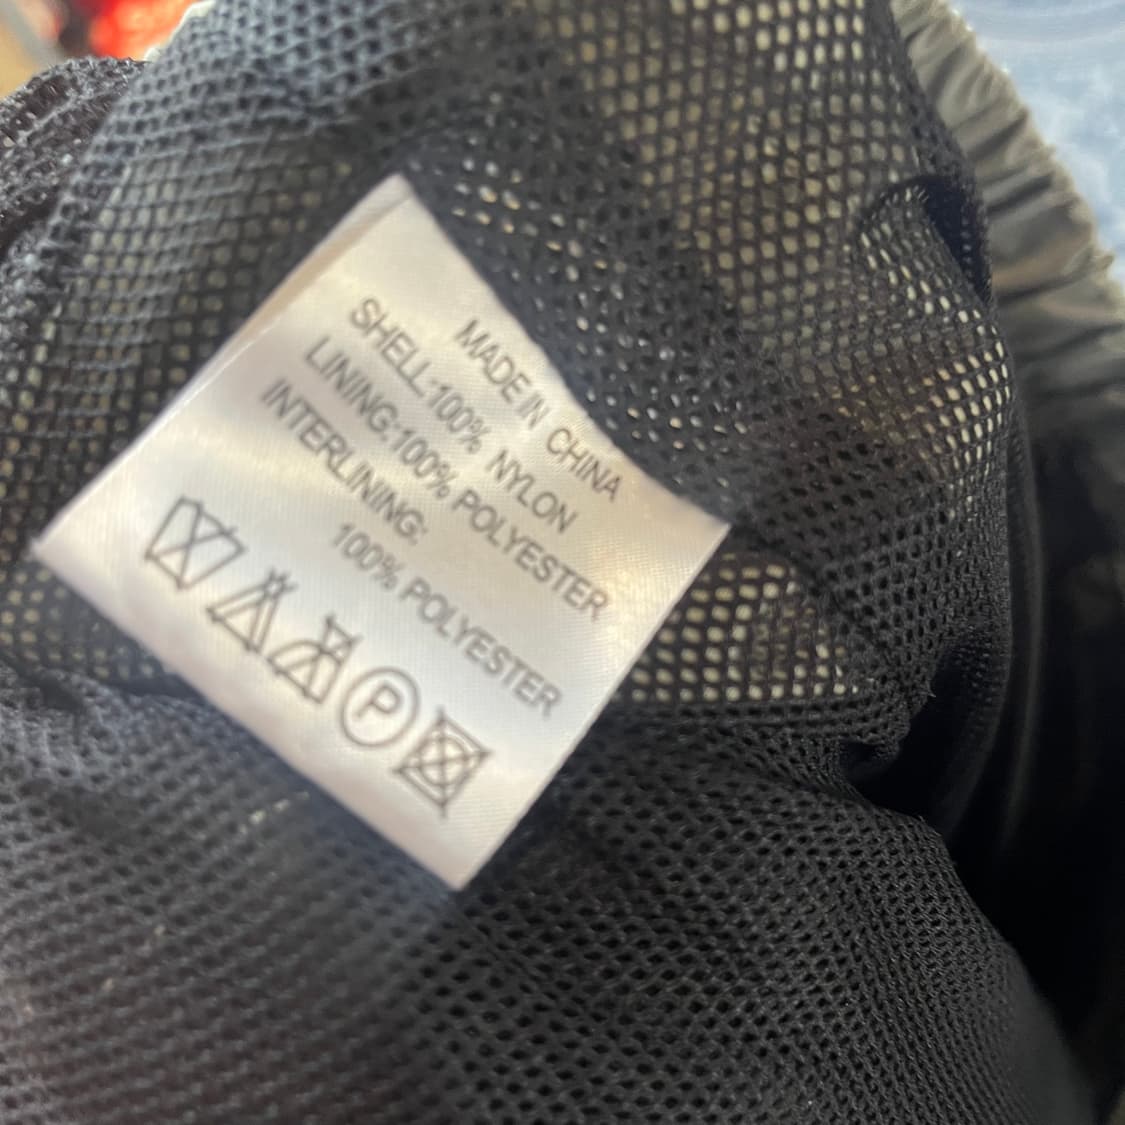 MADE IN CHINA
SHELL:100% NYLON
LINING:100% POLYESTER
INTERLINING:
100% POLYESTER
P